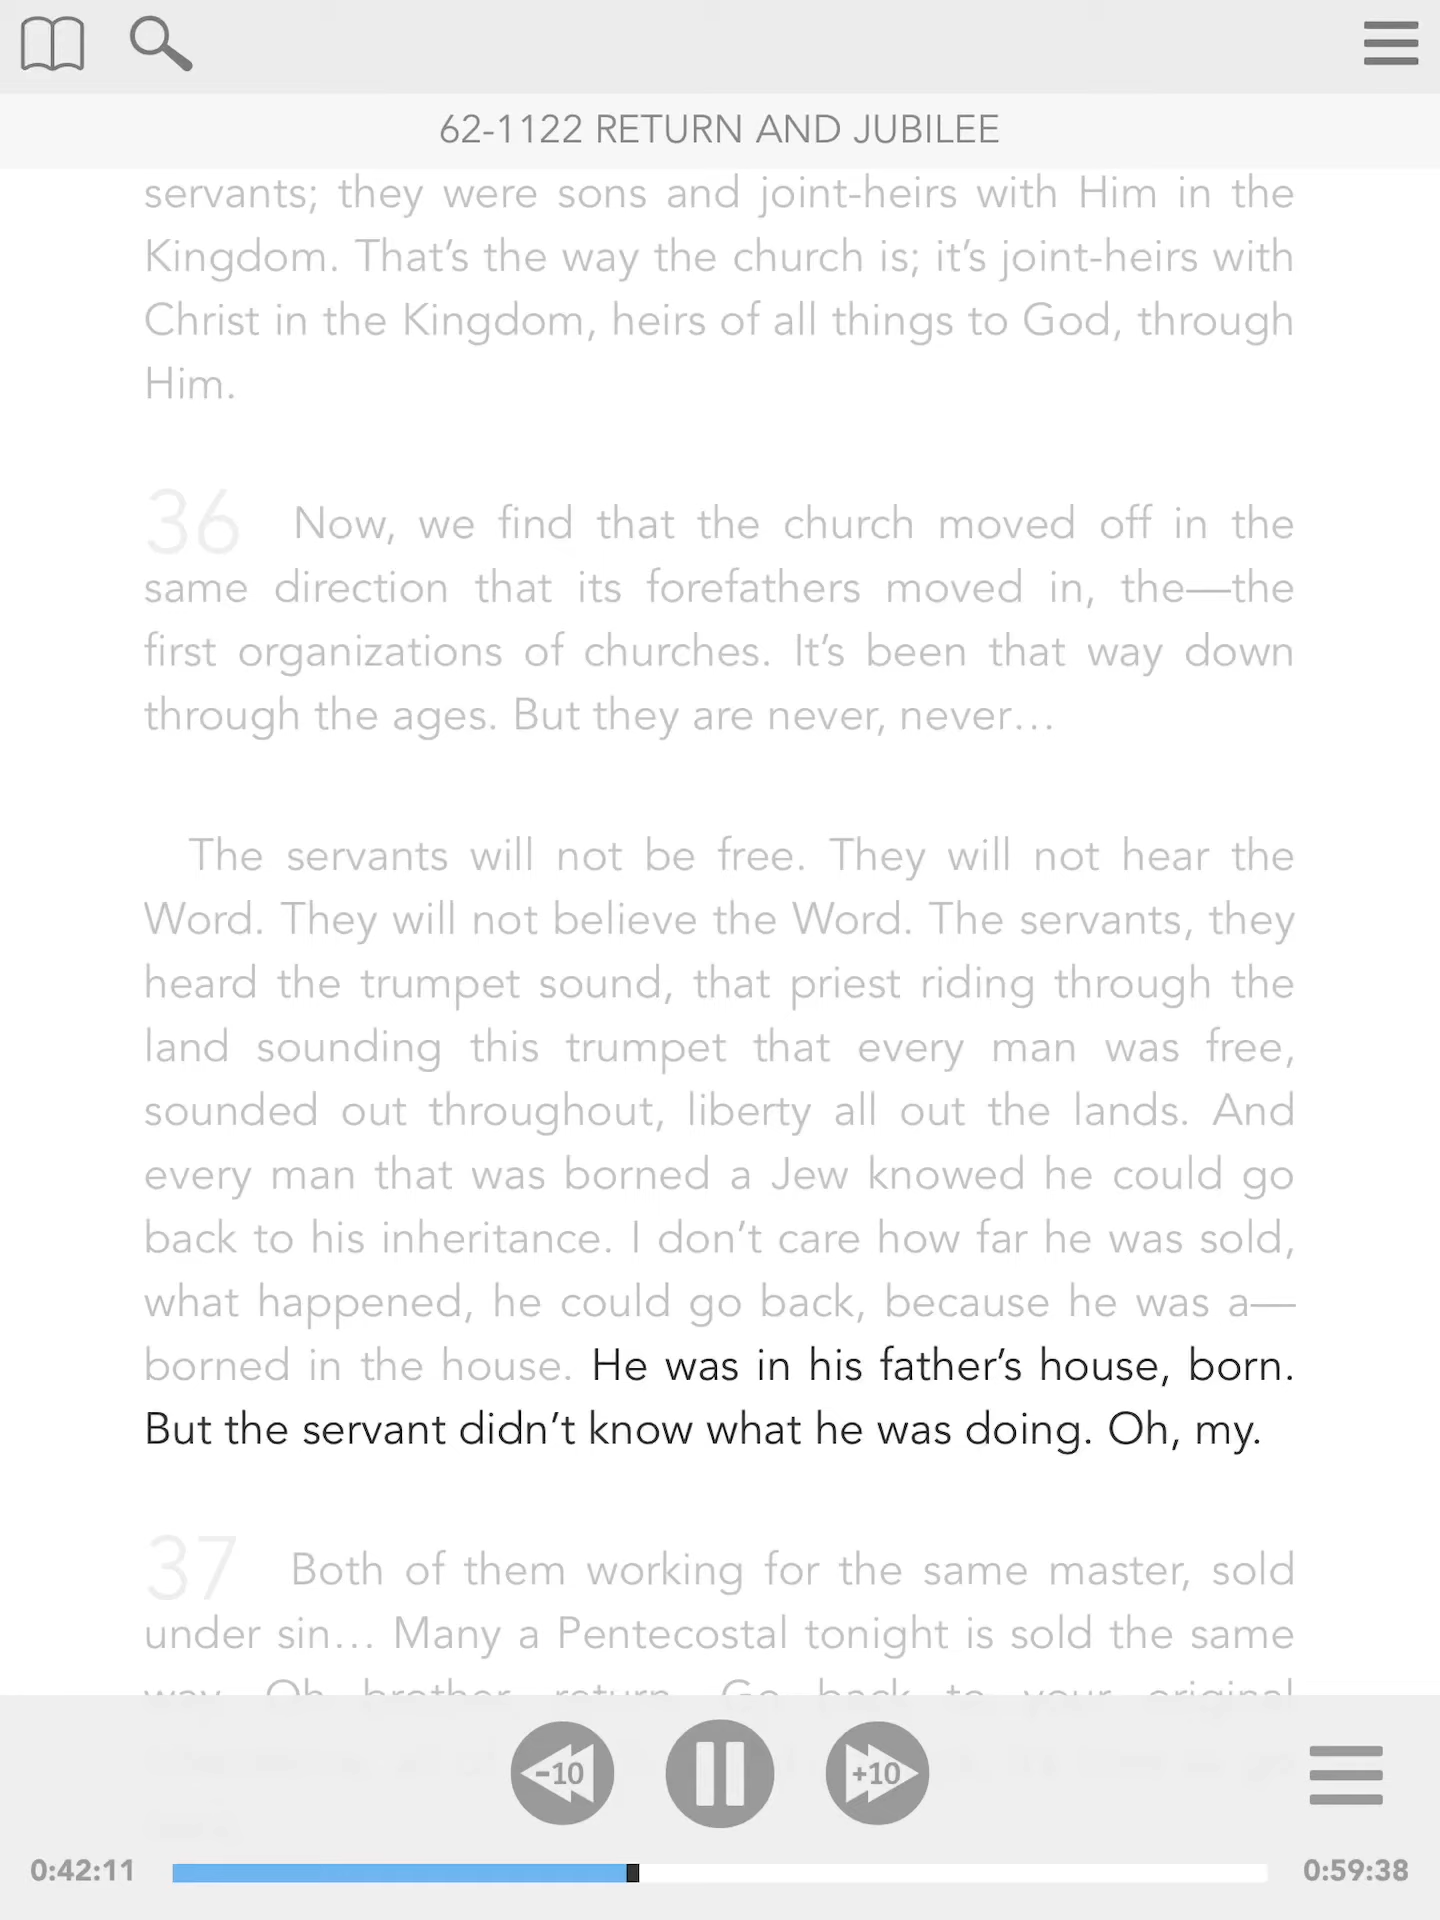 62-1122 RETURN AND JUBILEE
servants; they were sons and joint-heirs with Him in the
Kingdom. That’s the way the church is; it’s joint-heirs with
Christ in the Kingdom, heirs of all things to God, through
Him.
36 Now, we find that the church moved off in the
same direction that its forefathers moved in, the—the
first organizations of churches. It’s been that way down
through the ages. But they are never, never…
The servants will not be free. They will not hear the
Word. They will not believe the Word. The servants, they
heard the trumpet sound, that priest riding through the
land sounding this trumpet that every man was free,
sounded out throughout, liberty all out the lands. And
every man that was borned a Jew knowed he could go
back to his inheritance. I don’t care how far he was sold,
what happened, he could go back, because he was a—
borned in the house. He was in his father’s house, born.
But the servant didn’t know what he was doing. Oh, my.
37 Both of them working for the same master, sold
under sin… Many a Pentecostal tonight is sold the same
way. Oh brother, return. Go back to your original
-10 +10
0:42:11 0:59:38